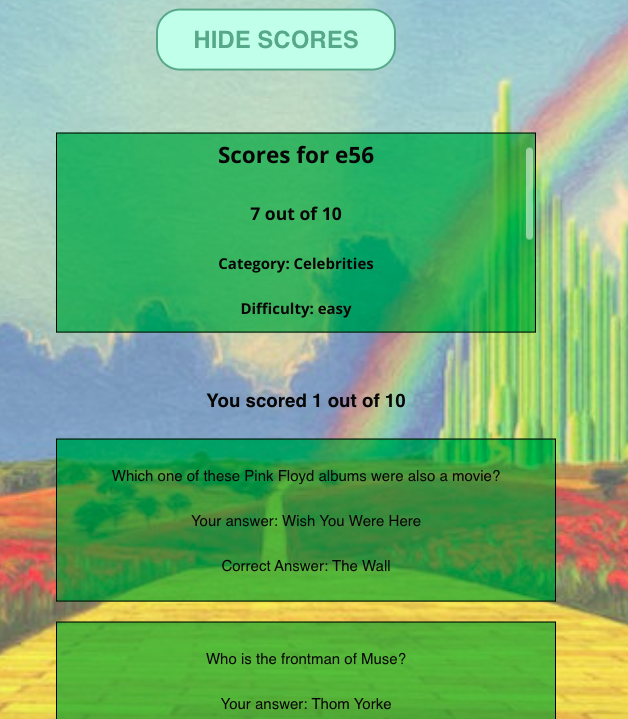 HIDE SCORES
Scores for e56
7 out of 10
Category: Celebrities
Difficulty: easy
You scored 1 out of 10
Which one of these Pink Floyd albums were also a movie?
Your answer: Wish You Were Here
Correct Answer: The Wall
Who is the frontman of Muse?
Your answer: Thom Yorke